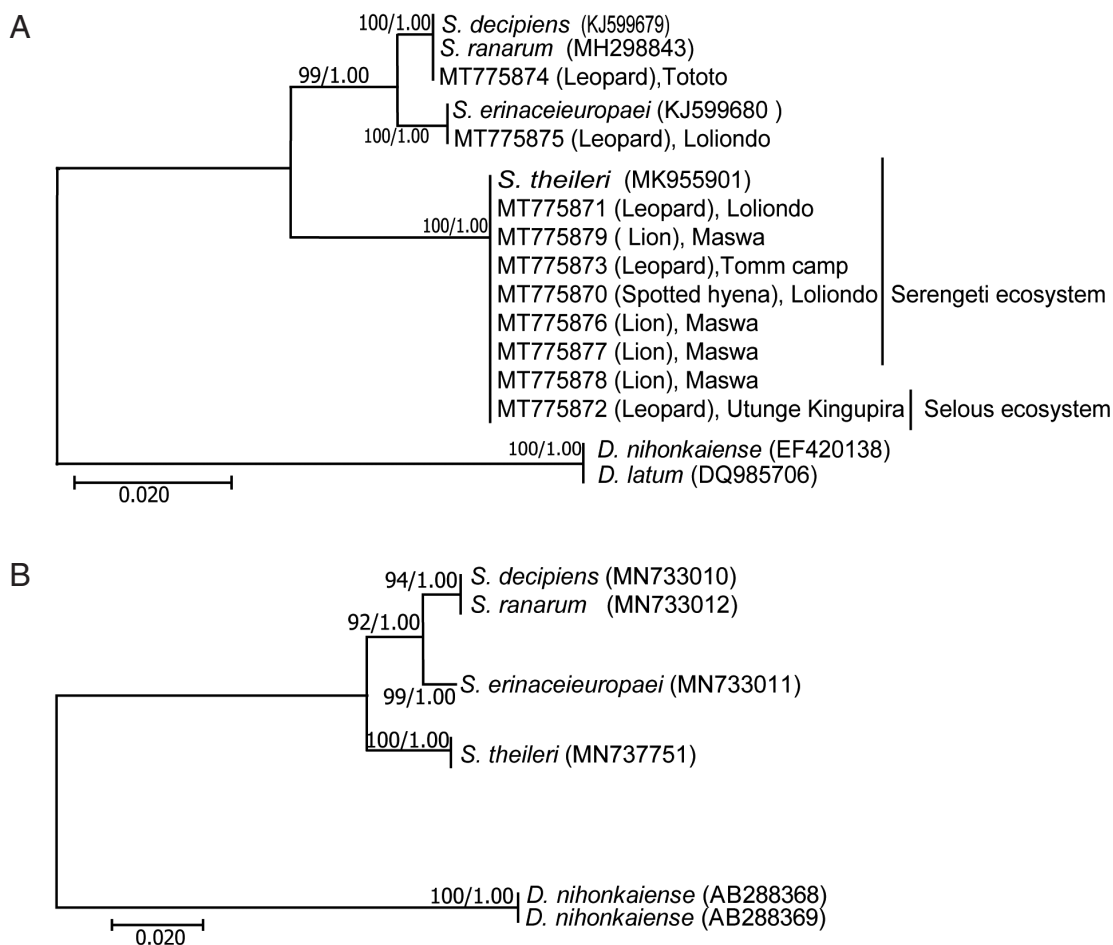 A
100/1.00 S. decipiens (KJ599679)
S. ranarum (MH298843)
99/1.00 MT775874 (Leopard),Tototo
S. erinaceieuropaei (KJ599680 )
100/1.00 MT775875 (Leopard), Loliondo
S. theileri (MK955901)
MT775871 (Leopard), Loliondo
100/1.00 MT775879 ( Lion), Maswa
MT775873 (Leopard),Tomm camp
MT775870 (Spotted hyena), Loliondo Serengeti ecosystem
MT775876 (Lion), Maswa
MT775877 (Lion), Maswa
MT775878 (Lion), Maswa
MT775872 (Leopard), Utunge Kingupira Selous ecosystem
100/1.00 D. nihonkaiense (EF420138)
D. latum (DQ985706)
0.020
B
94/1.00 S. decipiens (MN733010)
S. ranarum (MN733012)
92/1.00
S. erinaceieuropaei (MN733011)
99/1.00
100/1.00
S. theileri (MN737751)
100/1.00 D. nihonkaiense (AB288368)
D. nihonkaiense (AB288369)
0.020